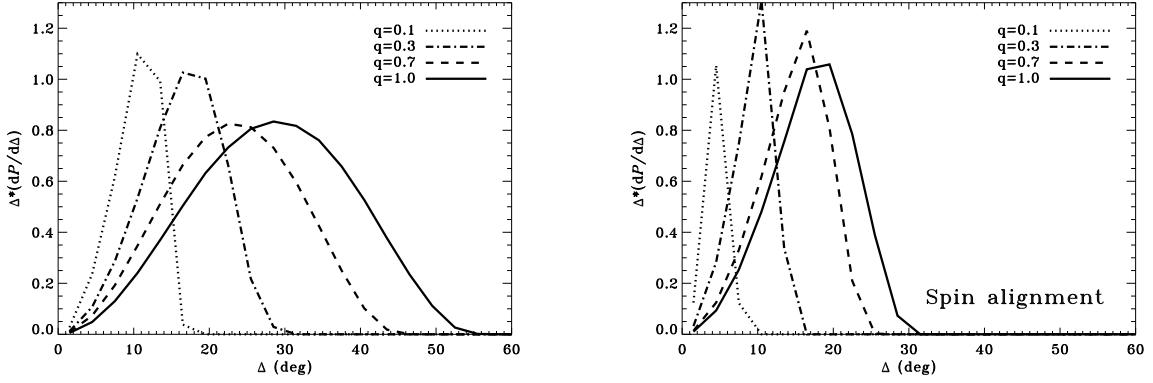 1.2
1.0
0.8
0.6
0.4
0.2
0.0
Δ*(dP/dΔ)
q=0.1
q=0.3
q=0.7
q=1.0
0 10 20 30 40 50 60
Δ (deg)
1.2
1.0
0.8
0.6
0.4
0.2
0.0
Δ*(dP/dΔ)
q=0.1
q=0.3
q=0.7
q=1.0
Spin alignment
0 10 20 30 40 50 60
Δ (deg)